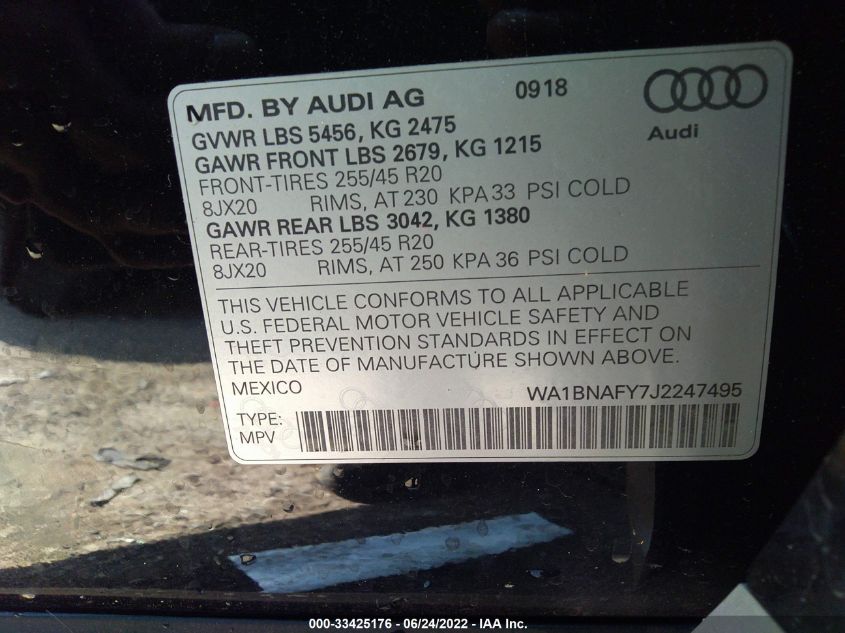 MFD. BY AUDI AG 0918
Audi
GVWR LBS 5456, KG 2475
GAWR FRONT LBS 2679, KG 1215
FRONT-TIRES 255/45 R20
8JX20 RIMS, AT 230 KPA 33 PSI COLD
GAWR REAR LBS 3042, KG 1380
REAR-TIRES 255/45 R20
8JX20 RIMS, AT 250 KPA 36 PSI COLD
THIS VEHICLE CONFORMS TO ALL APPLICABLE
U.S. FEDERAL MOTOR VEHICLE SAFETY AND
THEFT PREVENTION STANDARDS IN EFFECT ON
THE DATE OF MANUFACTURE SHOWN ABOVE.
MEXICO WA1BNAFY7J2247495
TYPE:
MPV
000-33425176 - 06/24/2022 - IAA Inc.